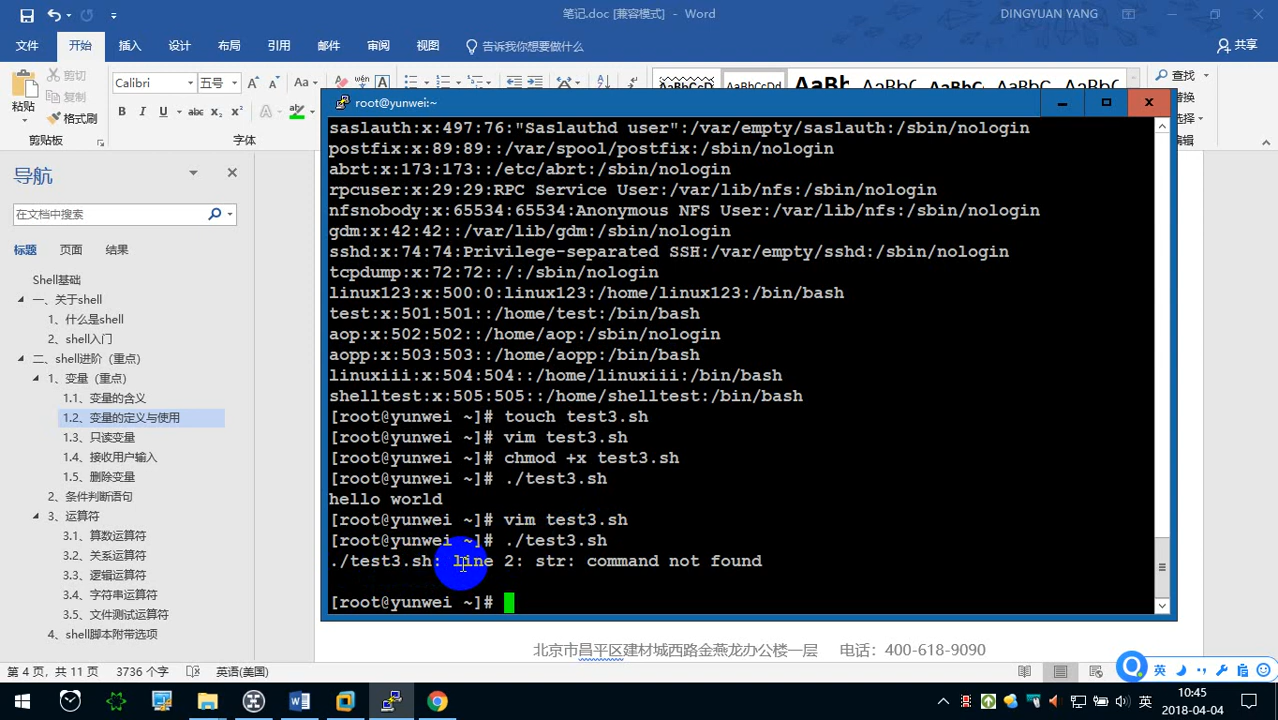 笔记.doc [兼容模式] - Word
DINGYUAN YANG
文件 开始 插入 设计 布局 引用 邮件 审阅 视图 告诉我你想要做什么 共享
粘贴 剪切 复制 格式刷
剪贴板
Calibri 五号
字体
查找
替换
选择
编辑
导航
在文档中搜索
标题 页面 结果
Shell基础
一、关于shell
1、什么是shell
2、shell入门
二、shell进阶（重点）
1、变量（重点）
1.1、变量的含义
1.2、变量的定义与使用
1.3、只读变量
1.4、接收用户输入
1.5、删除变量
2、条件判断语句
3、运算符
3.1、算数运算符
3.2、关系运算符
3.3、逻辑运算符
3.4、字符串运算符
3.5、文件测试运算符
4、shell脚本附带选项
root@yunwei:~
saslauth:x:497:76:"Saslauthd user":/var/empty/saslauth:/sbin/nologin
postfix:x:89:89::/var/spool/postfix:/sbin/nologin
abrt:x:173:173::/etc/abrt:/sbin/nologin
rpcuser:x:29:29:RPC Service User:/var/lib/nfs:/sbin/nologin
nfsnobody:x:65534:65534:Anonymous NFS User:/var/lib/nfs:/sbin/nologin
gdm:x:42:42::/var/lib/gdm:/sbin/nologin
sshd:x:74:74:Privilege-separated SSH:/var/empty/sshd:/sbin/nologin
tcpdump:x:72:72::/:/sbin/nologin
linux123:x:500:0:linux123:/home/linux123:/bin/bash
test:x:501:501::/home/test:/bin/bash
aop:x:502:502::/home/aop:/sbin/nologin
aopp:x:503:503::/home/aopp:/bin/bash
linuxiii:x:504:504::/home/linuxiii:/bin/bash
shelltest:x:505:505::/home/shelltest:/bin/bash
[root@yunwei ~]# touch test3.sh
[root@yunwei ~]# vim test3.sh
[root@yunwei ~]# chmod +x test3.sh
[root@yunwei ~]# ./test3.sh
hello world
[root@yunwei ~]# vim test3.sh
[root@yunwei ~]# ./test3.sh
./test3.sh: line 2: str: command not found
[root@yunwei ~]#
北京市昌平区建材城西路金燕龙办公楼一层 电话：400-618-9090
第 4 页，共 11 页 3736 个字 英语(美国)
英
英
10:45
2018-04-04